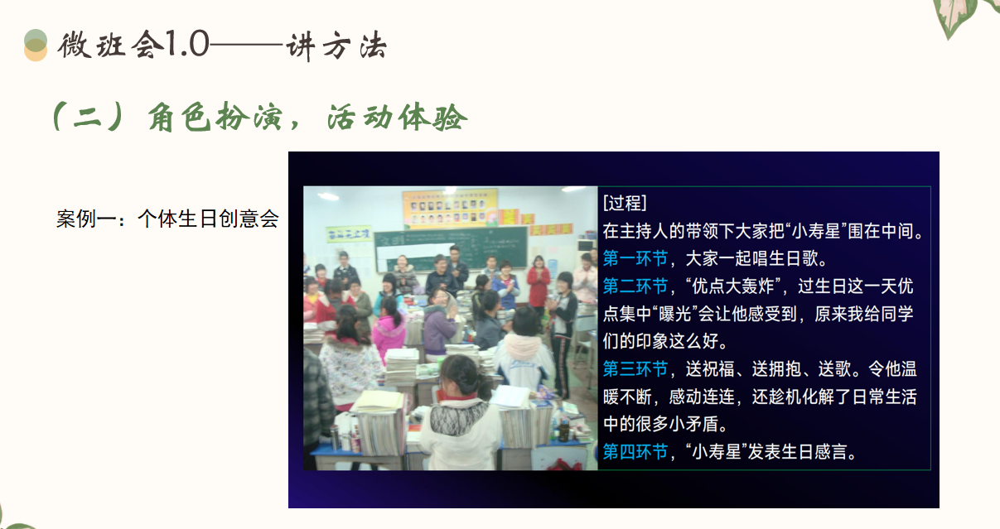 微班会1.0——讲方法
（二）角色扮演，活动体验
案例一：个体生日创意会
[过程]
在主持人的带领下大家把“小寿星”围在中间。
第一环节，大家一起唱生日歌。
第二环节，“优点大轰炸”，过生日这一天优
点集中“曝光”会让他感受到，原来我给同学
们的印象这么好。
第三环节，送祝福、送拥抱、送歌。令他温
暖不断，感动连连，还趁机化解了日常生活
中的很多小矛盾。
第四环节，“小寿星”发表生日感言。